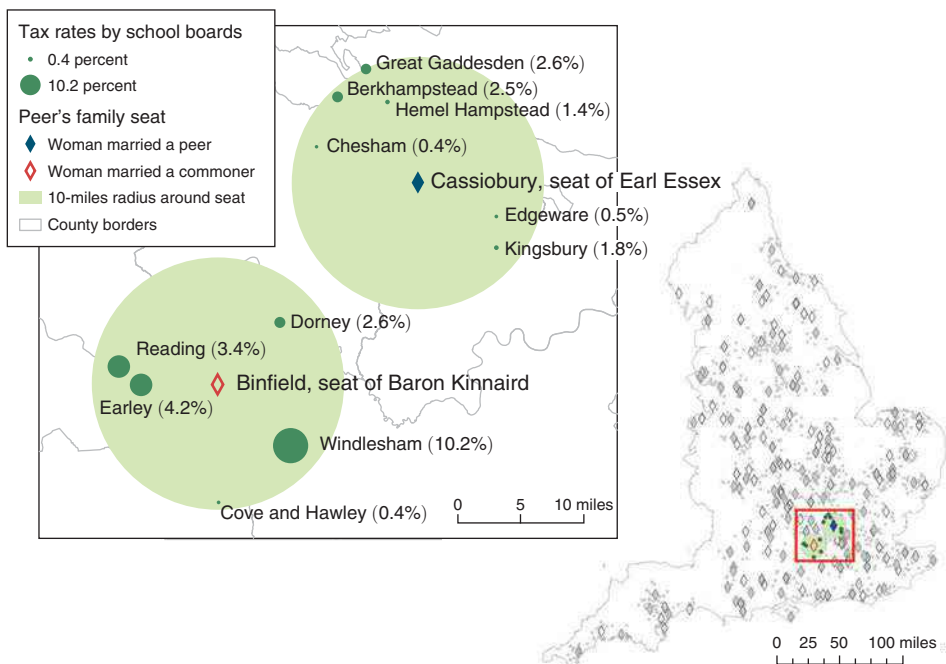 Tax rates by school boards
0.4 percent
10.2 percent
Peer's family seat
Woman married a peer
Woman married a commoner
10-miles radius around seat
County borders
Great Gaddesden (2.6%)
Berkhampstead (2.5%)
Hemel Hampstead (1.4%)
Chesham (0.4%)
Cassiobury, seat of Earl Essex
Edgeware (0.5%)
Kingsbury (1.8%)
Dorney (2.6%)
Reading (3.4%)
Binfield, seat of Baron Kinnaird
Earley (4.2%)
Windlesham (10.2%)
Cove and Hawley (0.4%)
0 5 10 miles
0 25 50 100 miles